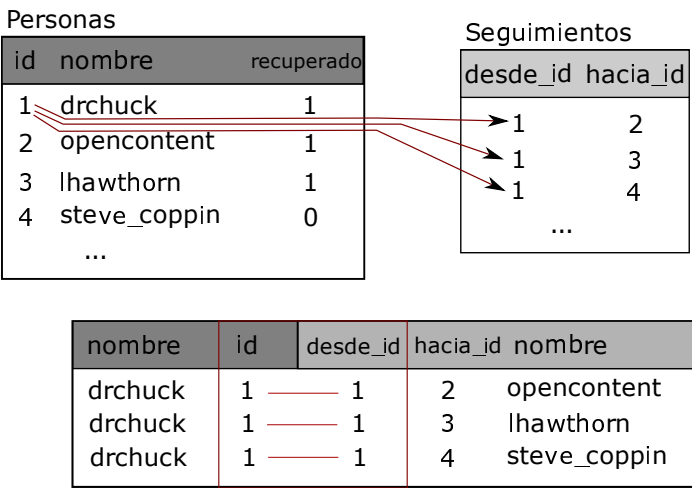 Personas
id nombre recuperado
1 drchuck 1
2 opencontent 1
3 lhawthorn 1
4 steve_coppin 0
...
Seguimientos
desde_id hacia_id
1 2
1 3
1 4
...
nombre id desde_id hacia_id nombre
drchuck 1 1 2 opencontent
drchuck 1 1 3 lhawthorn
drchuck 1 1 4 steve_coppin